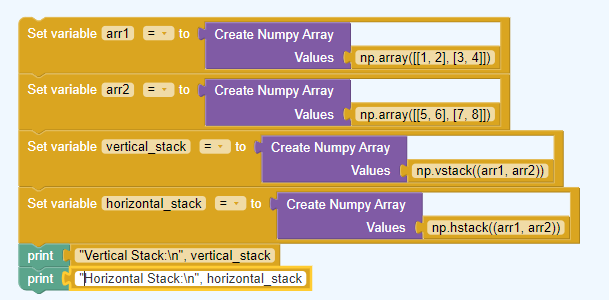 Set variable arr1 = to Create Numpy Array
Values np.array([[1, 2], [3, 4]])
Set variable arr2 = to Create Numpy Array
Values np.array([[5, 6], [7, 8]])
Set variable vertical_stack = to Create Numpy Array
Values np.vstack((arr1, arr2))
Set variable horizontal_stack = to Create Numpy Array
Values np.hstack((arr1, arr2))
print "Vertical Stack:\n", vertical_stack
print "Horizontal Stack:\n", horizontal_stack